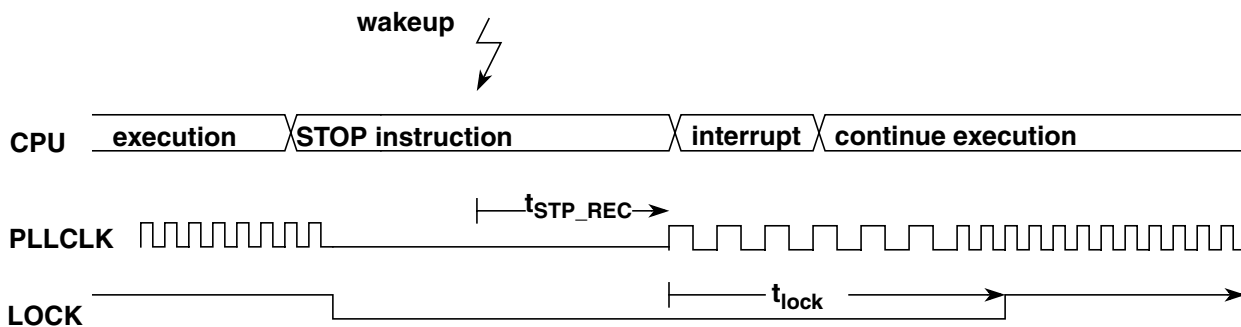 wakeup
CPU execution STOP instruction interrupt continue execution
tSTP_REC
PLLCLK
tlock
LOCK